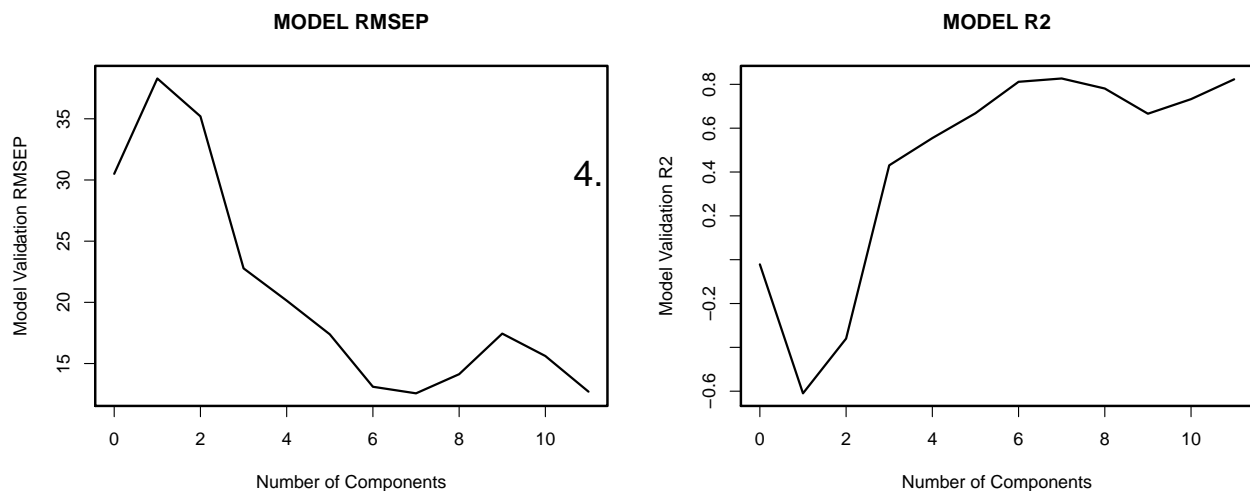 MODEL RMSEP
Model Validation RMSEP
35
30
25
20
15
0 2 4 6 8 10
Number of Components
4.
MODEL R2
Model Validation R2
0.8
0.6
0.4
0.2
−0.2
−0.6
0 2 4 6 8 10
Number of Components